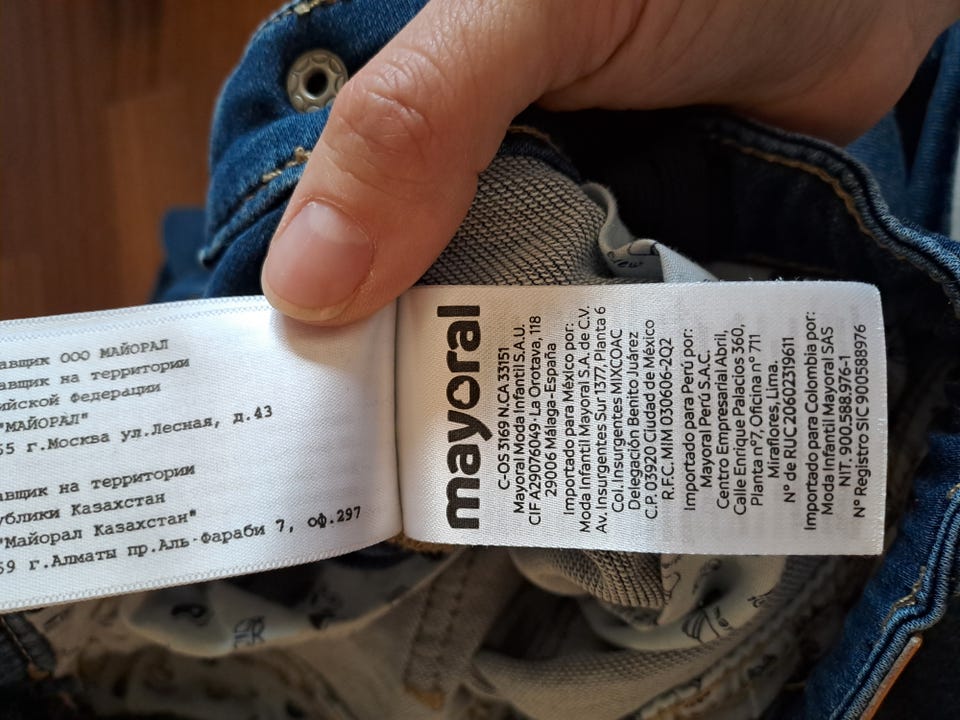 авщик ООО МАЙОРАЛ
авщик на территории
ийской Федерации
"МАЙОРАЛ"
55 г.Москва ул.Лесная, д.43
авщик на территории
ублики Казахстан
"Майорал Казахстан"
59 г.Алматы пр.Аль-Фараби 7, оф.297
mayoral
C-OS 3169 N.CA 33151
Mayoral Moda Infantil S.A.U.
CIF A29076049 · La Orotava, 118
29006 Málaga-España
Importado para México por:
Moda Infantil Mayoral S.A. de C.V.
Av. Insurgentes Sur 1377, Planta 6
Col. Insurgentes MIXCOAC
Delegación Benito Juárez
C.P. 03920 Ciudad de México
R.F.C. MIM 030606-2Q2
Importado para Perú por:
Mayoral Perú S.A.C.
Centro Empresarial Abril,
Calle Enrique Palacios 360,
Planta nº7, Oficina nº 711
Miraflores, Lima.
Nº de RUC 20602319611
Importado para Colombia por:
Moda Infantil Mayoral SAS
NIT. 900.588.976-1
Nº Registro SIC 900588976